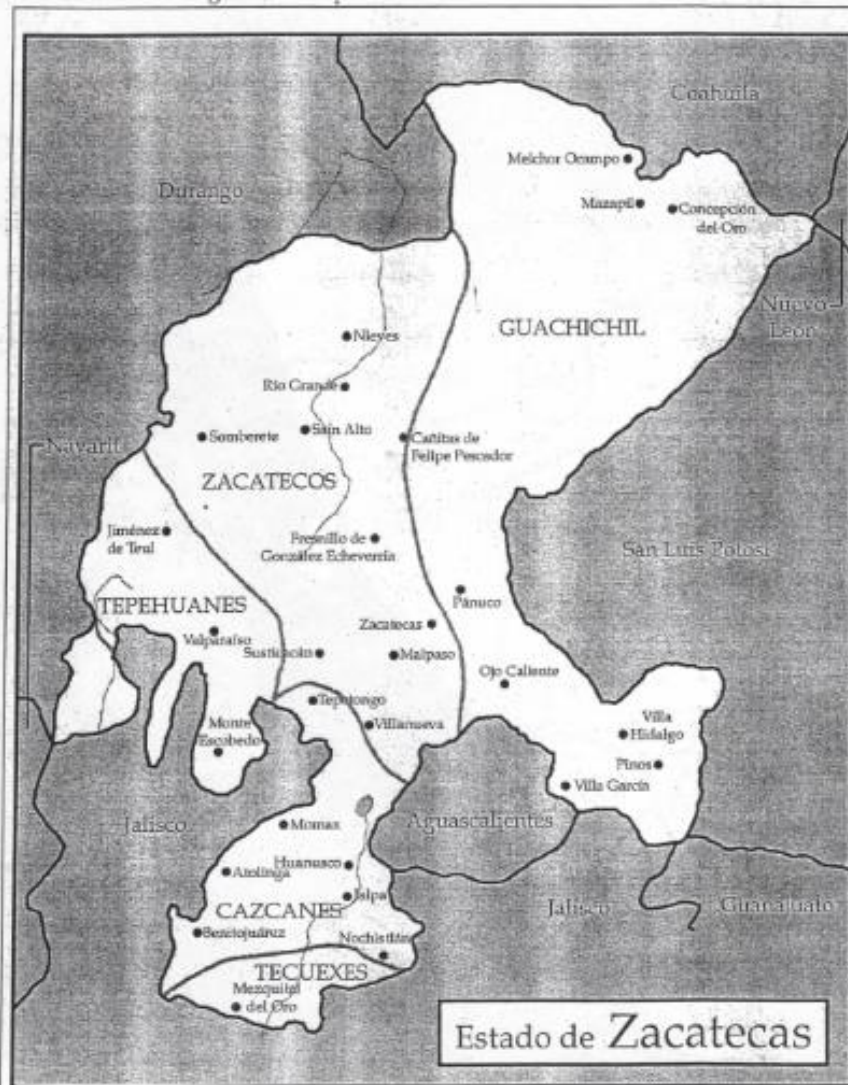 Coahuila
Melchor Ocampo
Durango
Mazapil
Concepción
del Oro
Nuevo
León
GUACHICHIL
Nieves
Río Grande
Sain Alto
Somberete
Cañitas de
Felipe Pescador
Nayarit
ZACATECOS
Jiménez
de Teul
Fresnillo de
González Echeverría
San Luis Potosí
Pánuco
TEPEHUANES
Zacatecas
Valparaíso
Susticacán
Malpaso
Ojo Caliente
Tepetongo
Villanueva
Villa
Hidalgo
Monte
Escobedo
Pinos
Villa García
Jalisco
Momax
Aguascalientes
Huanusco
Atolinga
Jalpa
CAZCANES
Jalisco
Guanajuato
Benitojuáruz
Nochistlán
TECUEXES
Mezquital
del Oro
Estado de Zacatecas